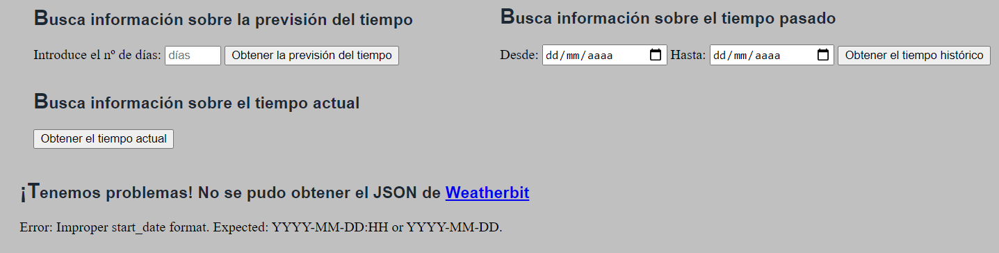 Busca información sobre la previsión del tiempo
Introduce el nº de días: días Obtener la previsión del tiempo
Busca información sobre el tiempo pasado
Desde: dd/mm/aaaa Hasta: dd/mm/aaaa Obtener el tiempo histórico
Busca información sobre el tiempo actual
Obtener el tiempo actual
¡Tenemos problemas! No se pudo obtener el JSON de Weatherbit
Error: Improper start_date format. Expected: YYYY-MM-DD:HH or YYYY-MM-DD.